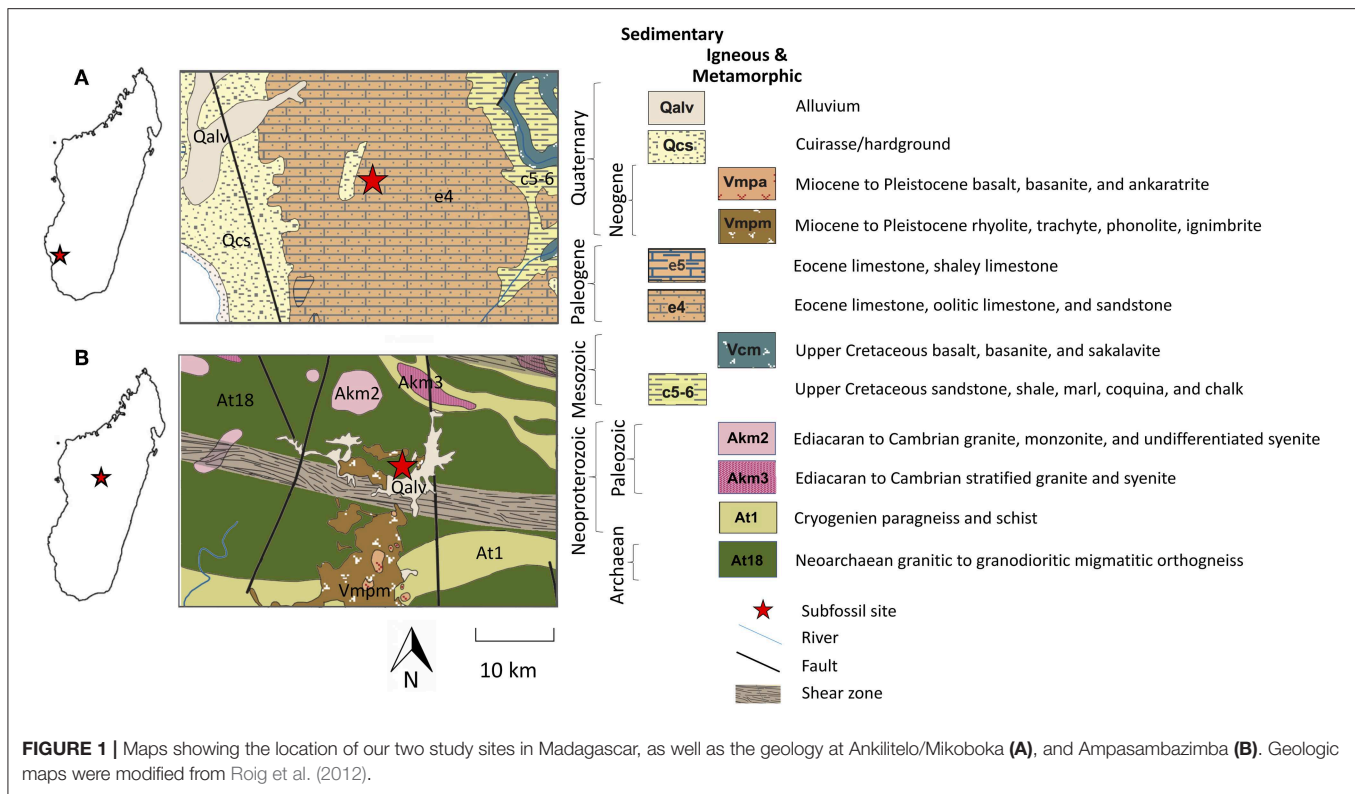 Sedimentary
Igneous &
Metamorphic
A
Qalv
Qcs
e4
c5-6
B
At18
Akm2
Akm3
Qalv
At1
Vmpm
N
10 km
Quaternary
Neogene
Paleogene
Mesozoic
Paleozoic
Neoproterozoic
Archaean
Qalv Alluvium
Qcs Cuirasse/hardground
Vmpa Miocene to Pleistocene basalt, basanite, and ankaratrite
Vmpm Miocene to Pleistocene rhyolite, trachyte, phonolite, ignimbrite
e5 Eocene limestone, shaley limestone
e4 Eocene limestone, oolitic limestone, and sandstone
Vcm Upper Cretaceous basalt, basanite, and sakalavite
c5-6 Upper Cretaceous sandstone, shale, marl, coquina, and chalk
Akm2 Ediacaran to Cambrian granite, monzonite, and undifferentiated syenite
Akm3 Ediacaran to Cambrian stratified granite and syenite
At1 Cryogenien paragneiss and schist
At18 Neoarchaean granitic to granodioritic migmatitic orthogneiss
Subfossil site
River
Fault
Shear zone
FIGURE 1 | Maps showing the location of our two study sites in Madagascar, as well as the geology at Ankilitelo/Mikoboka (A), and Ampasambazimba (B). Geologic
maps were modified from Roig et al. (2012).